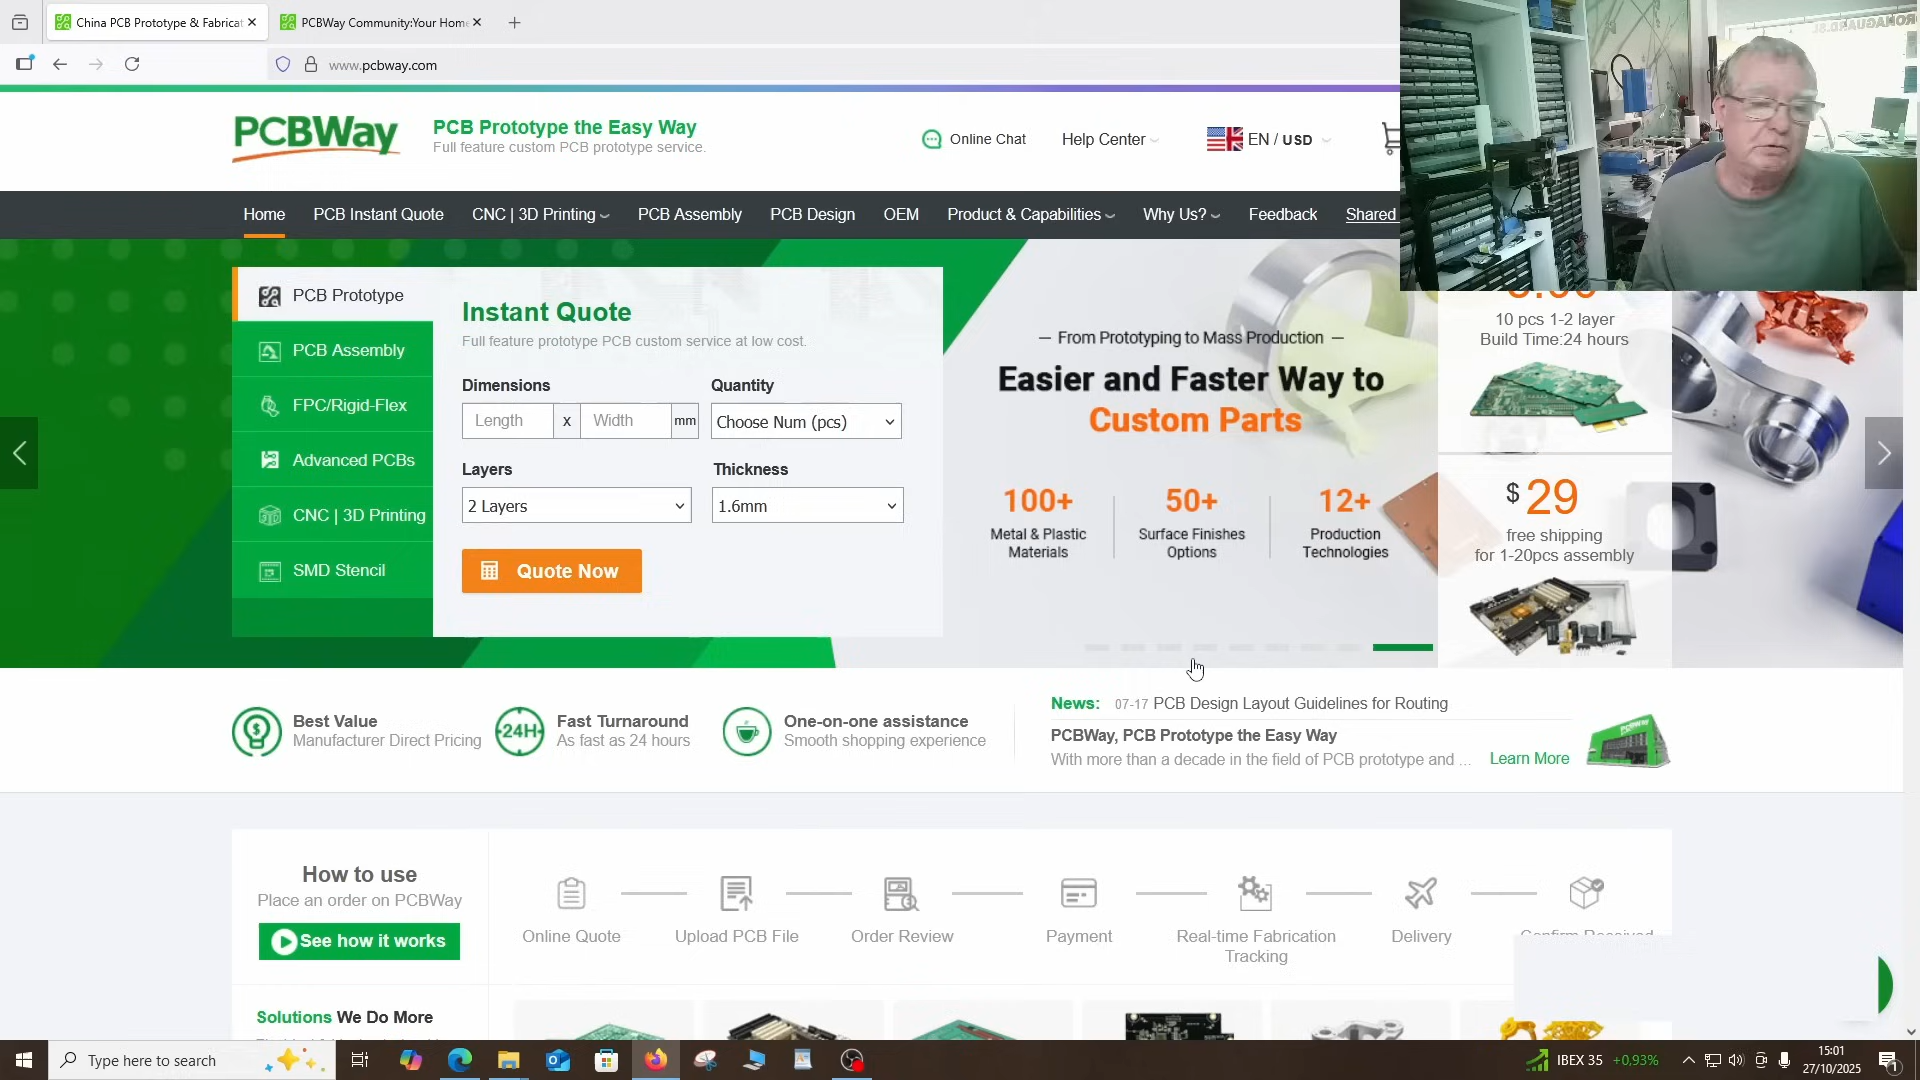 China PCB Prototype & Fabricat
PCBWay Community:Your Hom
www.pcbway.com
PCBWay
PCB Prototype the Easy Way
Full feature custom PCB prototype service.
Online Chat
Help Center
EN / USD
Home
PCB Instant Quote
CNC | 3D Printing
PCB Assembly
PCB Design
OEM
Product & Capabilities
Why Us?
Feedback
Shared
PCB Prototype
PCB Assembly
FPC/Rigid-Flex
Advanced PCBs
CNC | 3D Printing
SMD Stencil
Instant Quote
Full feature prototype PCB custom service at low cost.
Dimensions
Quantity
Length x Width mm
Choose Num (pcs)
Layers
Thickness
2 Layers
1.6mm
Quote Now
— From Prototyping to Mass Production —
Easier and Faster Way to
Custom Parts
100+
Metal & Plastic
Materials
50+
Surface Finishes
Options
12+
Production
Technologies
10 pcs 1-2 layer
Build Time:24 hours
$ 29
free shipping
for 1-20pcs assembly
Best Value
Manufacturer Direct Pricing
24H
Fast Turnaround
As fast as 24 hours
One-on-one assistance
Smooth shopping experience
News: 07-17 PCB Design Layout Guidelines for Routing
PCBWay, PCB Prototype the Easy Way
With more than a decade in the field of PCB prototype and ...
Learn More
How to use
Place an order on PCBWay
See how it works
Online Quote
Upload PCB File
Order Review
Payment
Real-time Fabrication
Tracking
Delivery
Solutions We Do More
Type here to search
IBEX 35 +0,93%
15:01
27/10/2025